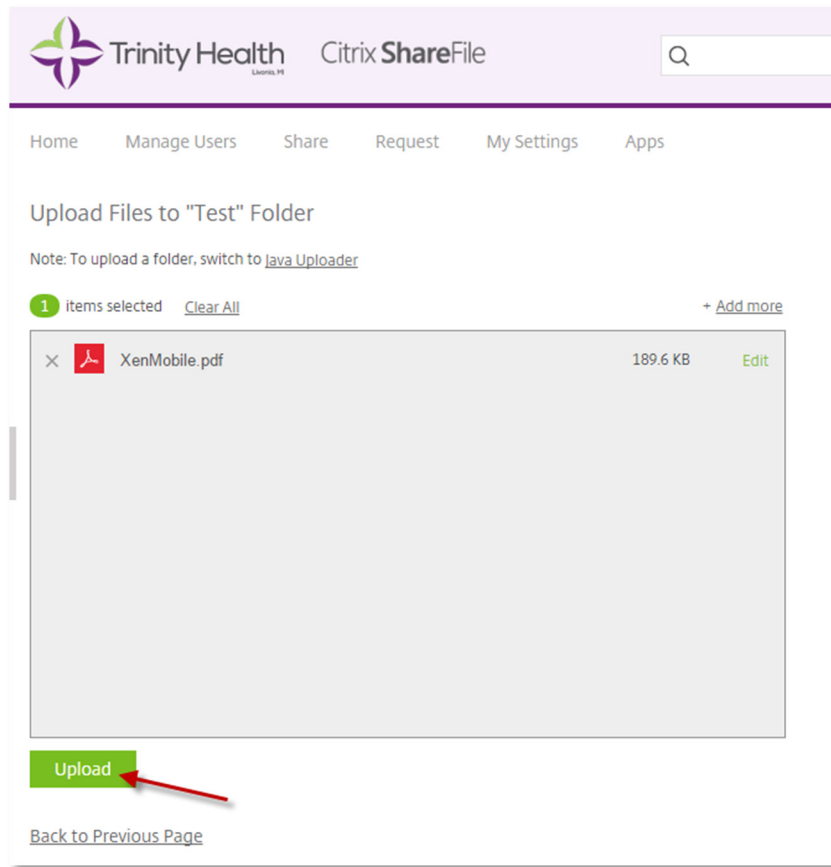 Trinity Health Citrix ShareFile
Livonia, MI
Home Manage Users Share Request My Settings Apps
Upload Files to "Test" Folder
Note: To upload a folder, switch to Java Uploader
1 items selected Clear All + Add more
XenMobile.pdf 189.6 KB Edit
Upload
Back to Previous Page